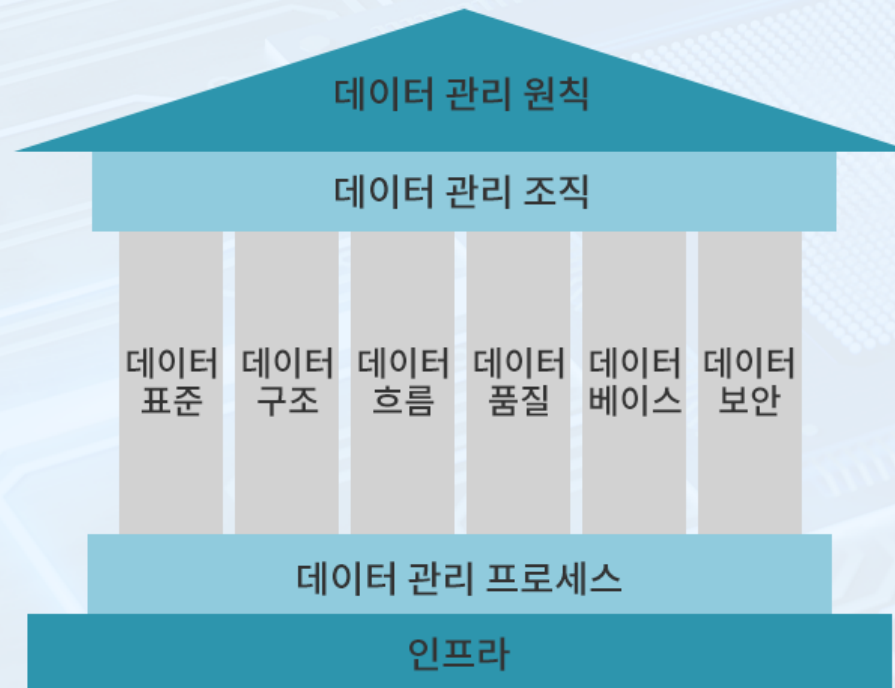 데이터 관리 원칙
데이터 관리 조직
데이터
표준
데이터
구조
데이터
흐름
데이터
품질
데이터
베이스
데이터
보안
데이터 관리 프로세스
인프라